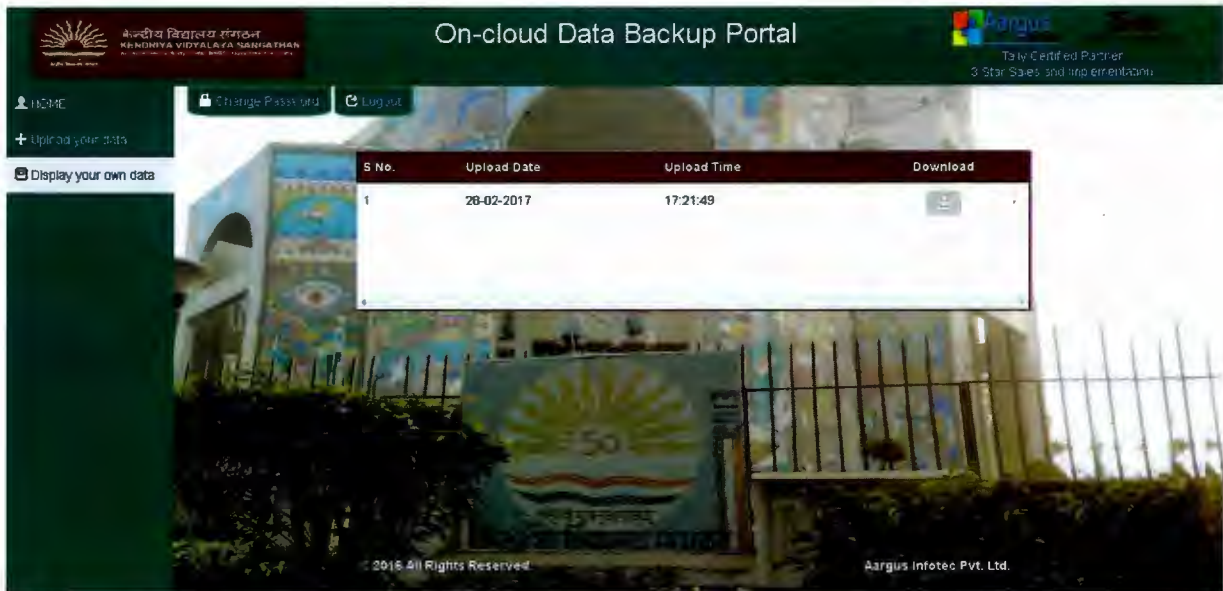 केन्द्रीय विद्यालय संगठन
KENDRIYA VIDYALAYA SANGATHAN
On-cloud Data Backup Portal
Aargus
Tally Certified Partner
3 Star Sales and Implementation
HOME
Change Password
Logout
Upload your data
Display your own data
S No. Upload Date Upload Time Download
1 28-02-2017 17:21:49
50
2016 All Rights Reserved
Aargus Infotec Pvt. Ltd.